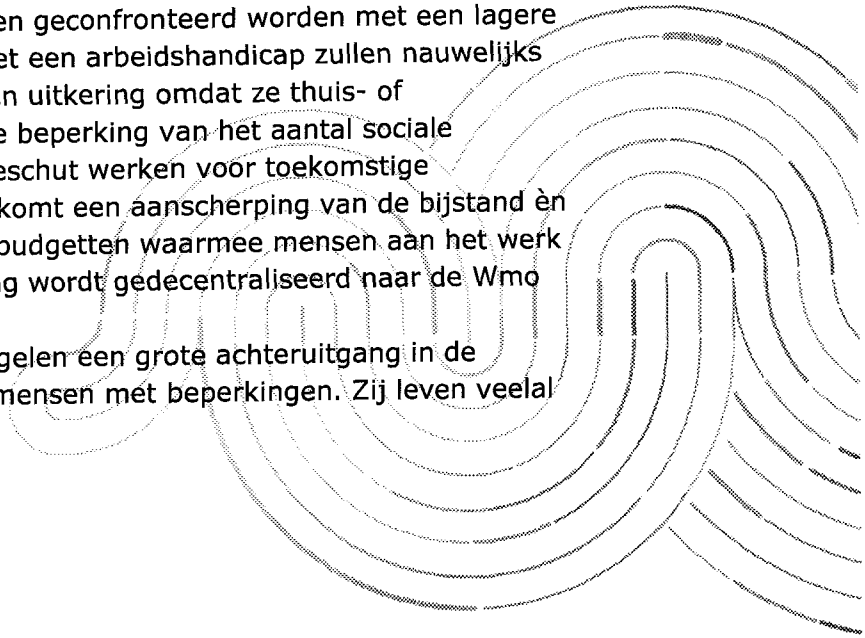 en geconfronteerd worden met een lagere
et een arbeidshandicap zullen nauwelijks
n uitkering omdat ze thuis- of
e beperking van het aantal sociale
eschut werken voor toekomstige
komt een aanscherping van de bijstand èn
budgetten waarmee mensen aan het werk
g wordt gedecentraliseerd naar de Wmo
gelen een grote achteruitgang in de
mensen met beperkingen. Zij leven veelal